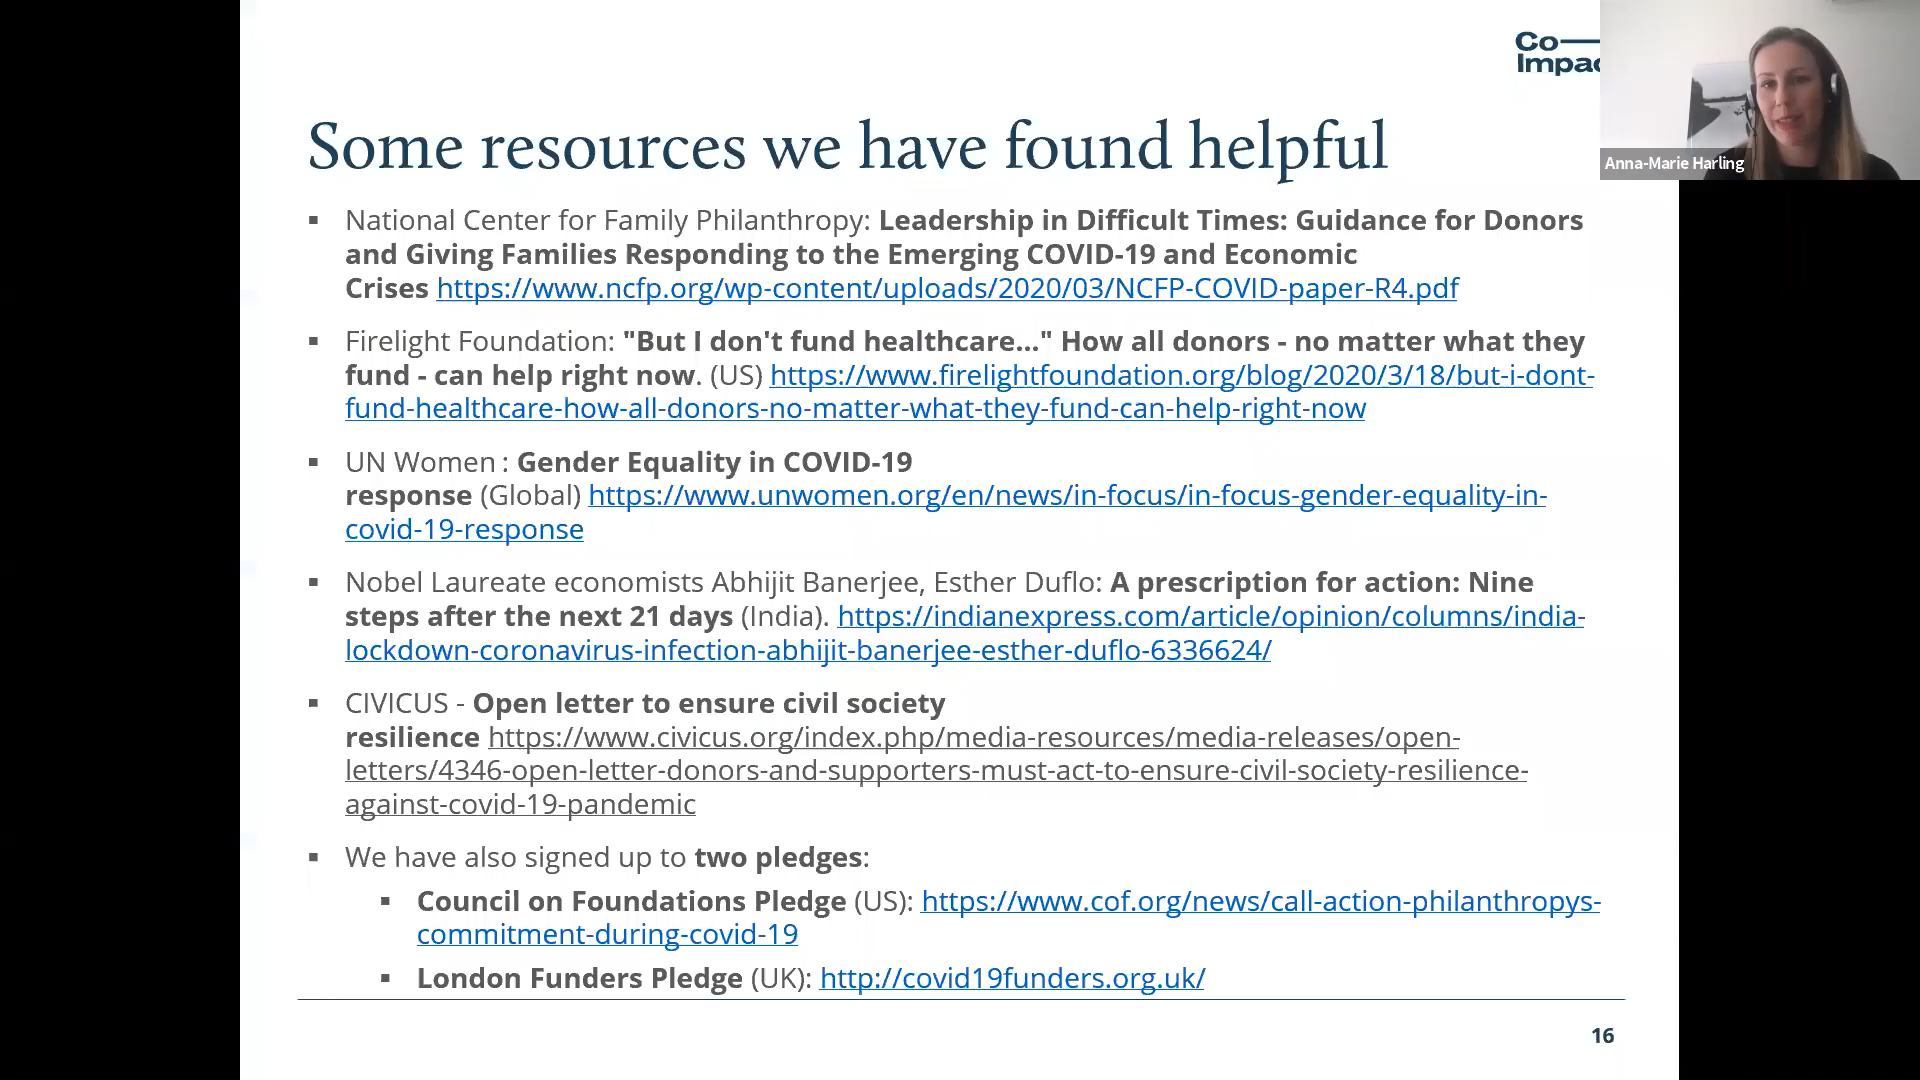 Co
Impac
Anna-Marie Harling
Some resources we have found helpful
▪ National Center for Family Philanthropy: Leadership in Difficult Times: Guidance for Donors
and Giving Families Responding to the Emerging COVID-19 and Economic
Crises https://www.ncfp.org/wp-content/uploads/2020/03/NCFP-COVID-paper-R4.pdf
▪ Firelight Foundation: "But I don't fund healthcare..." How all donors - no matter what they
fund - can help right now. (US) https://www.firelightfoundation.org/blog/2020/3/18/but-i-dont-
fund-healthcare-how-all-donors-no-matter-what-they-fund-can-help-right-now
▪ UN Women : Gender Equality in COVID-19
response (Global) https://www.unwomen.org/en/news/in-focus/in-focus-gender-equality-in-
covid-19-response
▪ Nobel Laureate economists Abhijit Banerjee, Esther Duflo: A prescription for action: Nine
steps after the next 21 days (India). https://indianexpress.com/article/opinion/columns/india-
lockdown-coronavirus-infection-abhijit-banerjee-esther-duflo-6336624/
▪ CIVICUS - Open letter to ensure civil society
resilience https://www.civicus.org/index.php/media-resources/media-releases/open-
letters/4346-open-letter-donors-and-supporters-must-act-to-ensure-civil-society-resilience-
against-covid-19-pandemic
▪ We have also signed up to two pledges:
▪ Council on Foundations Pledge (US): https://www.cof.org/news/call-action-philanthropys-
commitment-during-covid-19
▪ London Funders Pledge (UK): http://covid19funders.org.uk/
16